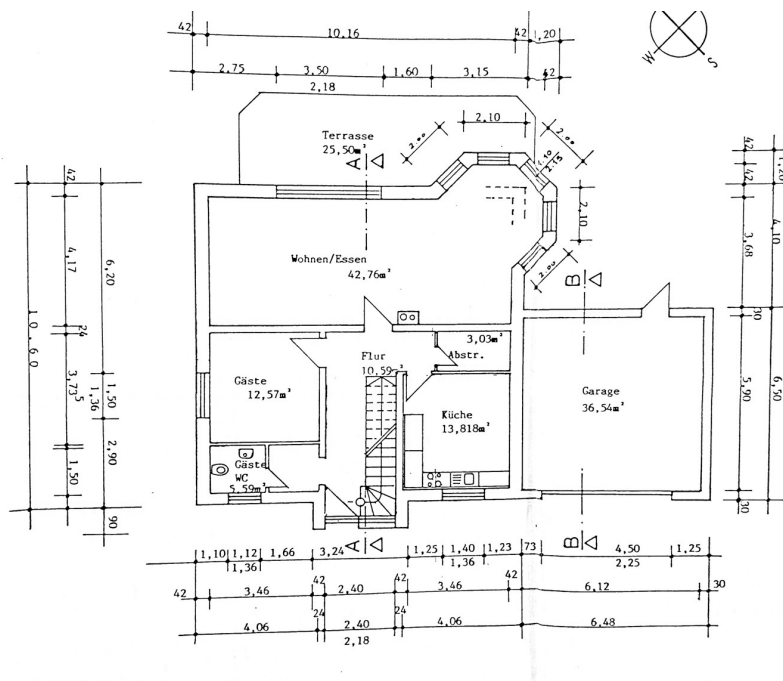 42 10,16 42 1,20
2,75 3,50 1,60 3,15 42
2,18
W S
2,10
Terrasse
25,50m²
2.00
2.00
1.10
2.15
A
2,10
Wohnen/Essen
42,76m²
2.00
B
3,03m²
Abstr.
Flur
10,59m²
Gäste
12,57m²
Küche
13,818m²
Garage
36,54m²
Gäste
WC
5,59m²
A
B
42
4,17
24
3,73⁵
1,50
6,20
1,50
1,36
2,90
90
10.60
42
42
3,68
30
5,90
30
1,20
4,10
6,50
1,10 1,12 1,66 3,24 1,25 1,40 1,23 73 4,50 1,25
1,36 1,36 2,25
42 3,46 42 2,40 42 3,46 42 6,12 30
4,06 24 2,40 24 4,06 6,48
2,18